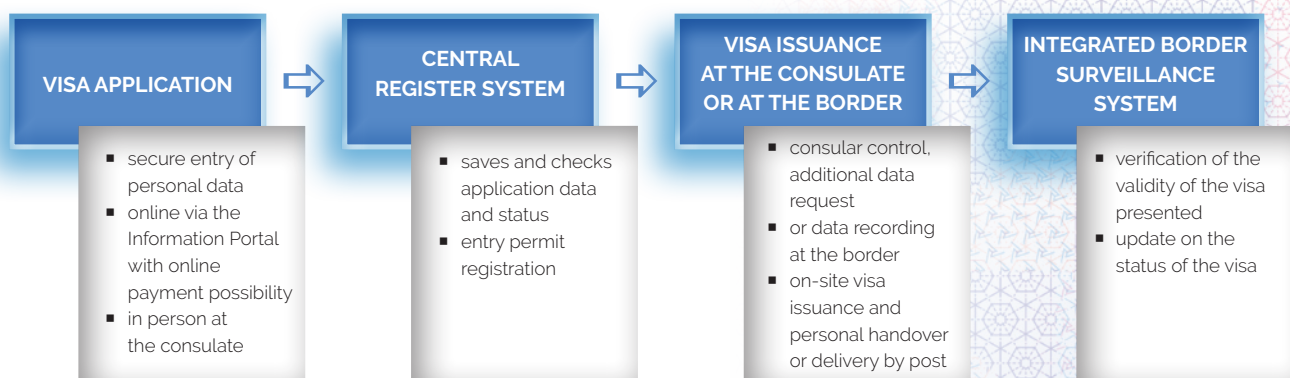 VISA APPLICATION
■ secure entry of
personal data
■ online via the
Information Portal
with online
payment possibility
■ in person at
the consulate
CENTRAL
REGISTER SYSTEM
■ saves and checks
application data
and status
■ entry permit
registration
VISA ISSUANCE
AT THE CONSULATE
OR AT THE BORDER
■ consular control,
additional data
request
■ or data recording
at the border
■ on-site visa
issuance and
personal handover
or delivery by post
INTEGRATED BORDER
SURVEILLANCE
SYSTEM
■ verification of the
validity of the visa
presented
■ update on the
status of the visa